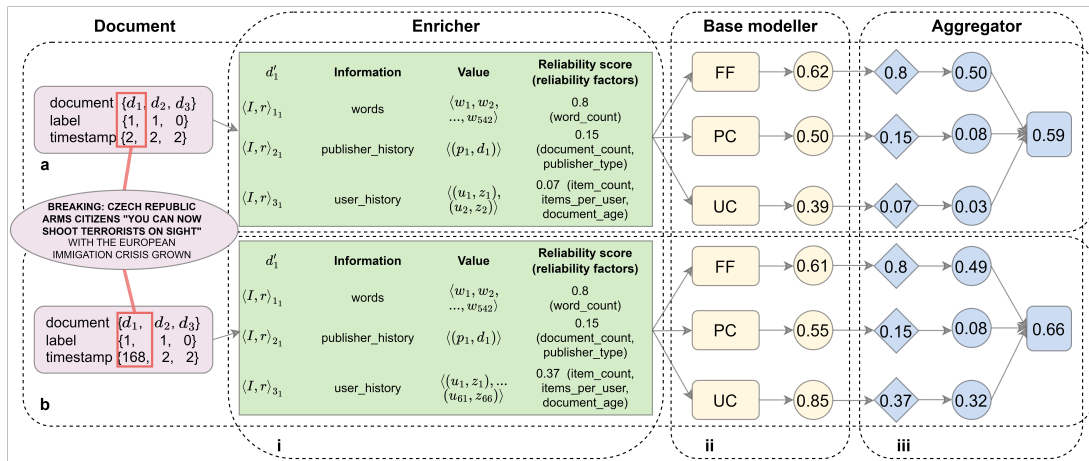 Document
Enricher
Base modeller
Aggregator
document {d₁, d₂, d₃}
label {1, 1, 0}
timestamp {2, 2, 2}
a
BREAKING: CZECH REPUBLIC
ARMS CITIZENS "YOU CAN NOW
SHOOT TERRORISTS ON SIGHT"
WITH THE EUROPEAN
IMMIGATION CRISIS GROWN
document {d₁, d₂, d₃}
label {1, 1, 0}
timestamp {168, 2, 2}
b
d′₁ Information Value Reliability score
(reliability factors)
⟨I, r⟩₁₁ words ⟨w₁, w₂,
..., w₅₄₂⟩ 0.8
(word_count)
⟨I, r⟩₂₁ publisher_history ⟨(p₁, d₁)⟩ 0.15
(document_count,
publisher_type)
⟨I, r⟩₃₁ user_history ⟨(u₁, z₁),
(u₂, z₂)⟩ 0.07 (item_count,
items_per_user,
document_age)
FF 0.62 0.8 0.50
PC 0.50 0.15 0.08 0.59
UC 0.39 0.07 0.03
d′₁ Information Value Reliability score
(reliability factors)
⟨I, r⟩₁₁ words ⟨w₁, w₂,
..., w₅₄₂⟩ 0.8
(word_count)
⟨I, r⟩₂₁ publisher_history ⟨(p₁, d₁)⟩ 0.15
(document_count,
publisher_type)
⟨I, r⟩₃₁ user_history ⟨(u₁, z₁), ...
(u₆₁, z₆₆)⟩ 0.37 (item_count,
items_per_user,
document_age)
FF 0.61 0.8 0.49
PC 0.55 0.15 0.08 0.66
UC 0.85 0.37 0.32
i
ii
iii